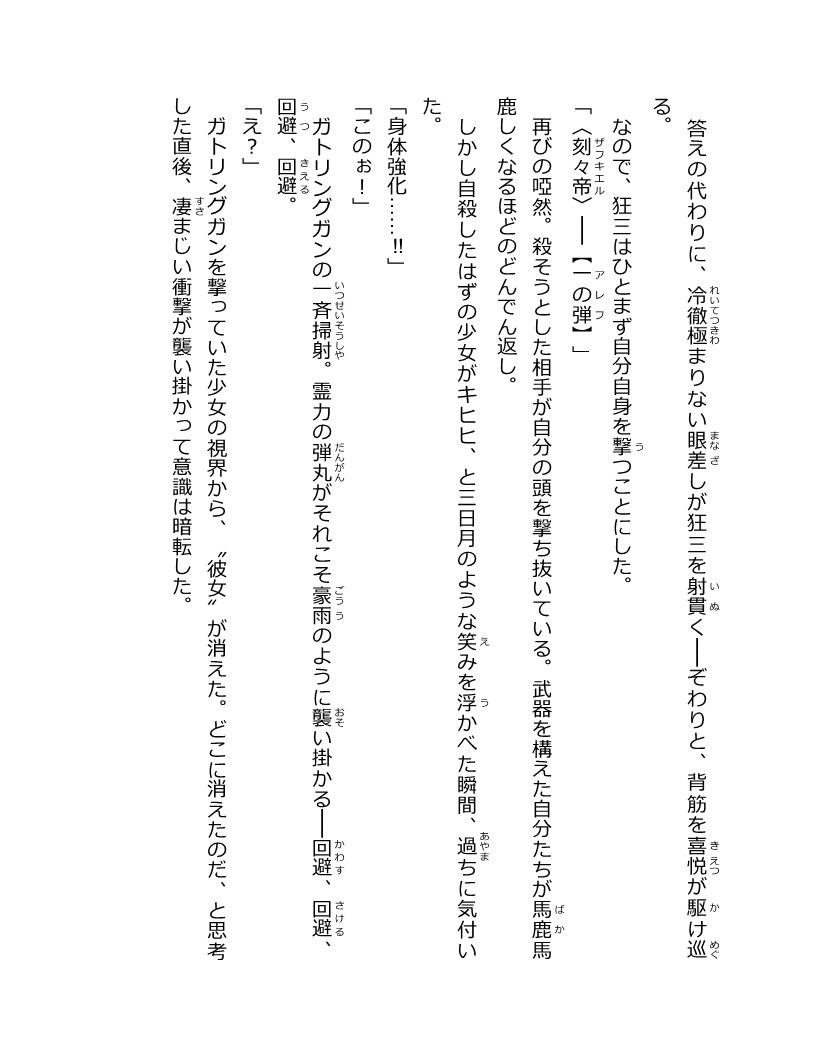 答えの代わりに、冷徹極まりない眼差しが狂三を射貫く――ぞわりと、背筋を喜悦が駆け巡
る。
なので、狂三はひとまず自分自身を撃つことにした。
「〈刻々帝〉――【一の弾】」
再びの啞然。殺そうとした相手が自分の頭を撃ち抜いている。武器を構えた自分たちが馬鹿馬
鹿しくなるほどのどんでん返し。
しかし自殺したはずの少女がキヒヒ、と三日月のような笑みを浮かべた瞬間、過ちに気付い
た。
「身体強化……‼」
「このぉ！」
ガトリングガンの一斉掃射。霊力の弾丸がそれこそ豪雨のように襲い掛かる――回避、回避、
回避、回避。
「え？」
ガトリングガンを撃っていた少女の視界から、〝彼女〟が消えた。どこに消えたのだ、と思考
した直後、凄まじい衝撃が襲い掛かって意識は暗転した。